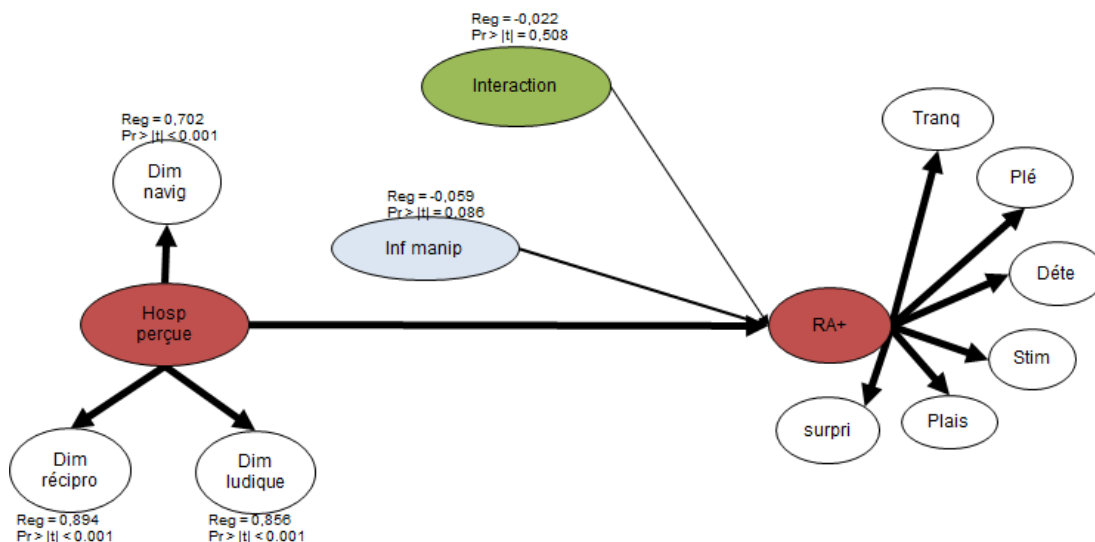 Reg = -0,022
Pr > |t| = 0,508
Interaction
Tranq
Reg = 0,702
Pr > |t| < 0.001
Dim
navig
Plé
Reg = -0,059
Pr > |t| = 0,086
Inf manip
Déte
Hosp
perçue
RA+
Stim
Plais
surpri
Dim
récipro
Dim
ludique
Reg = 0,894
Pr > |t| < 0.001
Reg = 0,856
Pr > |t| < 0.001